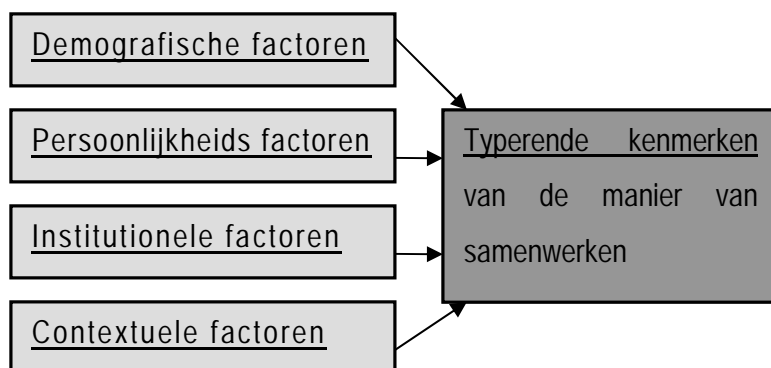 Demografische factoren
Persoonlijkheids factoren
Institutionele factoren
Contextuele factoren
Typerende kenmerken
van de manier van
samenwerken